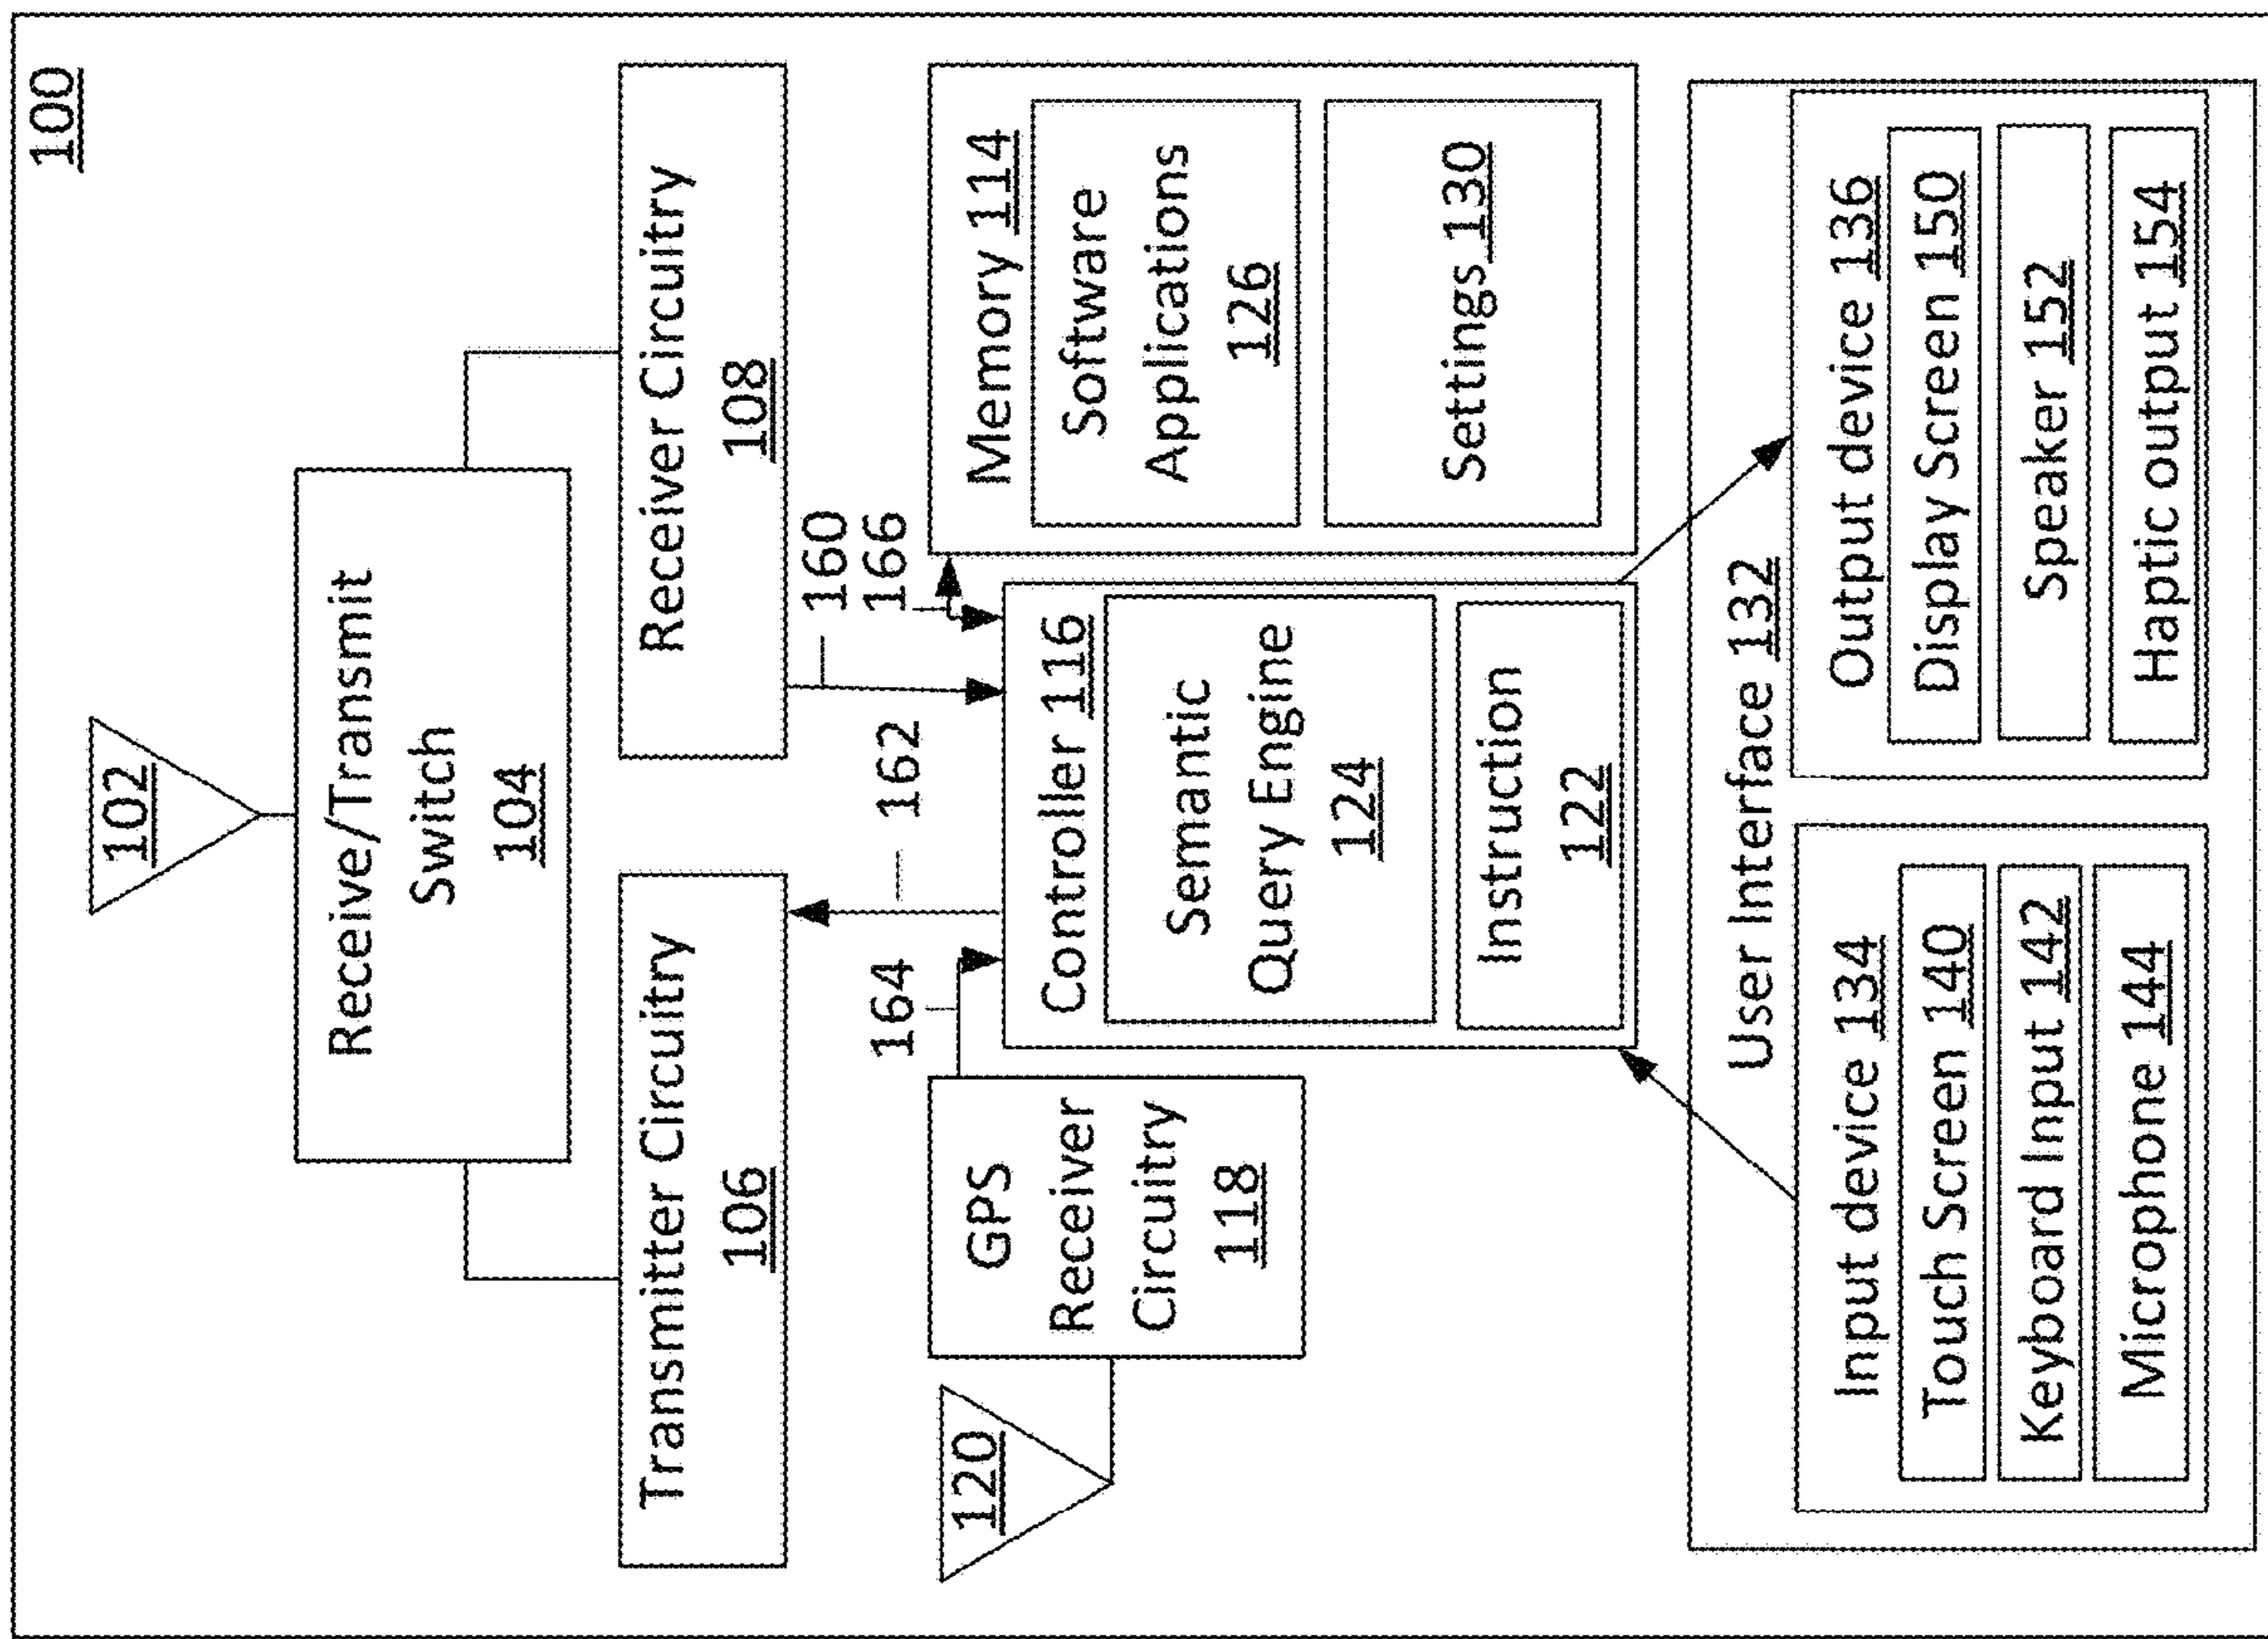 100
102
Receive/Transmit
Switch
104
Transmitter Circuitry
106
Receiver Circuitry
108
160
162
164
166
120
GPS
Receiver
Circuitry
118
Controller 116
Semantic
Query Engine
124
Instruction
122
Memory 114
Software
Applications
126
Settings 130
User Interface 132
Input device 134
Touch Screen 140
Keyboard Input 142
Microphone 144
Output device 136
Display Screen 150
Speaker 152
Haptic output 154